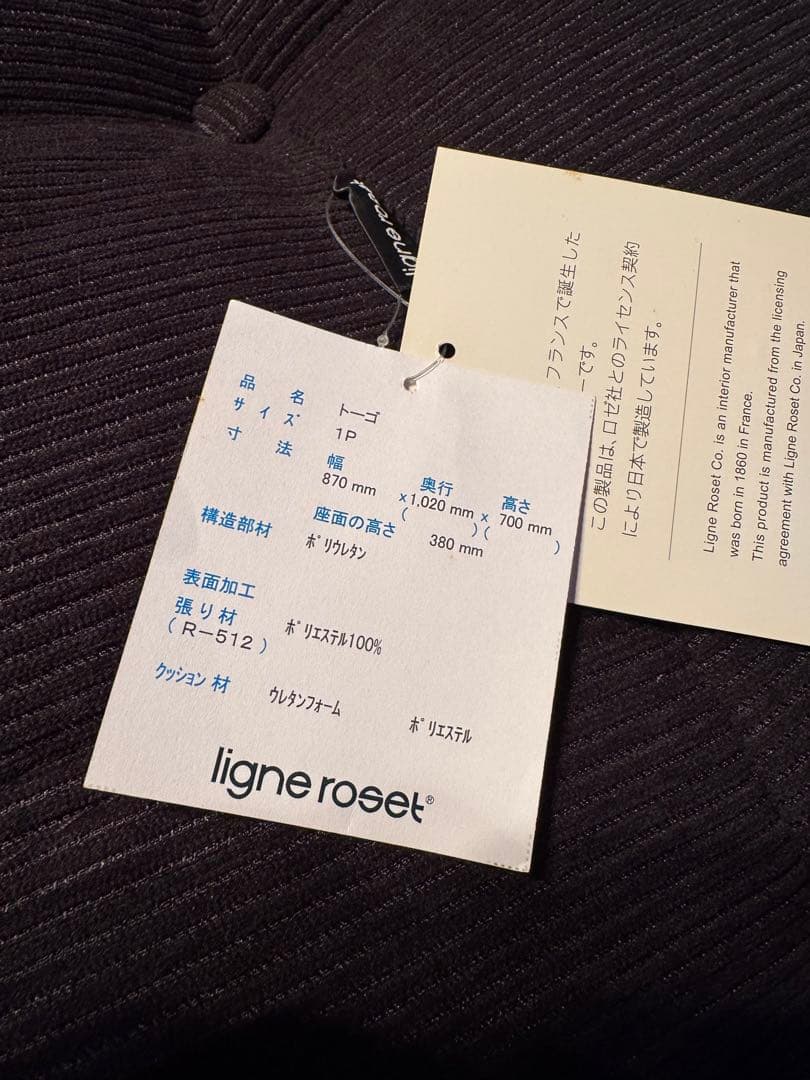 品名 トーゴ
サイズ 1P
寸法 幅 奥行 高さ
870 mm × 1.020 mm × 700 mm
( )( )
座面の高さ 380 mm
構造部材 ポリウレタン
表面加工
張り材 ポリエステル100%
( R-512 )
クッション材 ウレタンフォーム ポリエステル
ligne roset®
ligne ro
フランスで誕生した
ーです。
この製品は、ロゼ社とのライセンス契約
により日本で製造しています。
Ligne Roset Co. is an interior manufacturer that
was born in 1860 in France.
This product is manufactured from the licensing
agreement with Ligne Roset Co. in Japan.